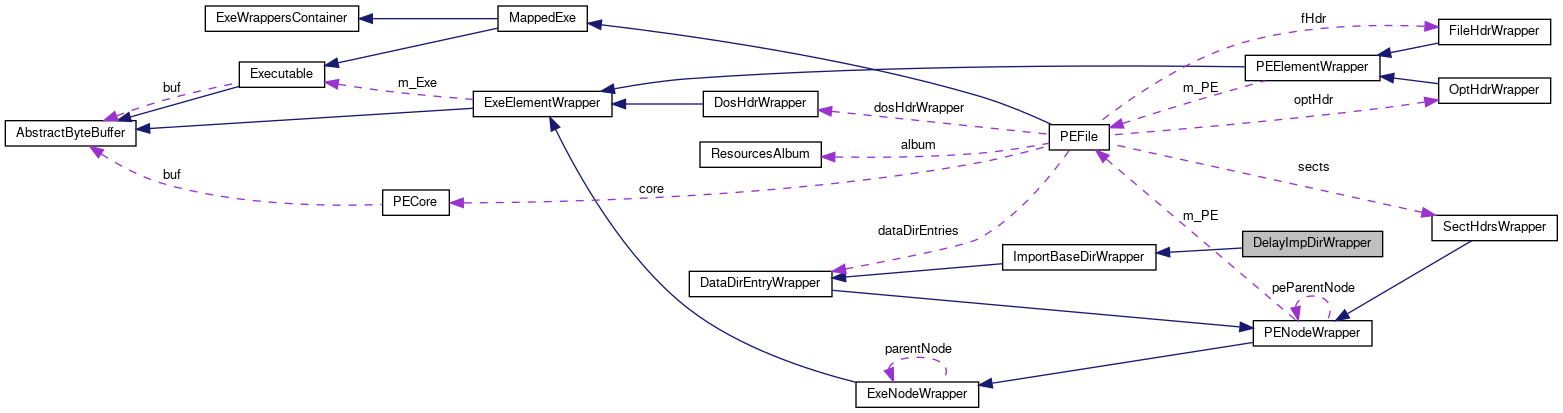 ExeWrappersContainer
MappedExe
fHdr
FileHdrWrapper
buf
Executable
m_Exe
PEElementWrapper
m_PE
OptHdrWrapper
optHdr
ExeElementWrapper
DosHdrWrapper
dosHdrWrapper
AbstractByteBuffer
PEFile
ResourcesAlbum
album
buf
PECore
core
sects
m_PE
SectHdrsWrapper
dataDirEntries
DelayImpDirWrapper
ImportBaseDirWrapper
DataDirEntryWrapper
peParentNode
PENodeWrapper
parentNode
ExeNodeWrapper